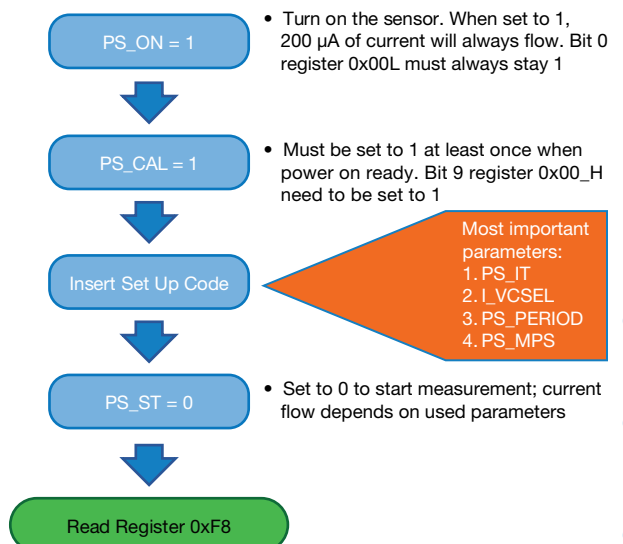 PS_ON = 1
• Turn on the sensor. When set to 1,
200 µA of current will always flow. Bit 0
register 0x00L must always stay 1
PS_CAL = 1
• Must be set to 1 at least once when
power on ready. Bit 9 register 0x00_H
need to be set to 1
Insert Set Up Code
Most important
parameters:
1. PS_IT
2. I_VCSEL
3. PS_PERIOD
4. PS_MPS
PS_ST = 0
• Set to 0 to start measurement; current
flow depends on used parameters
Read Register 0xF8